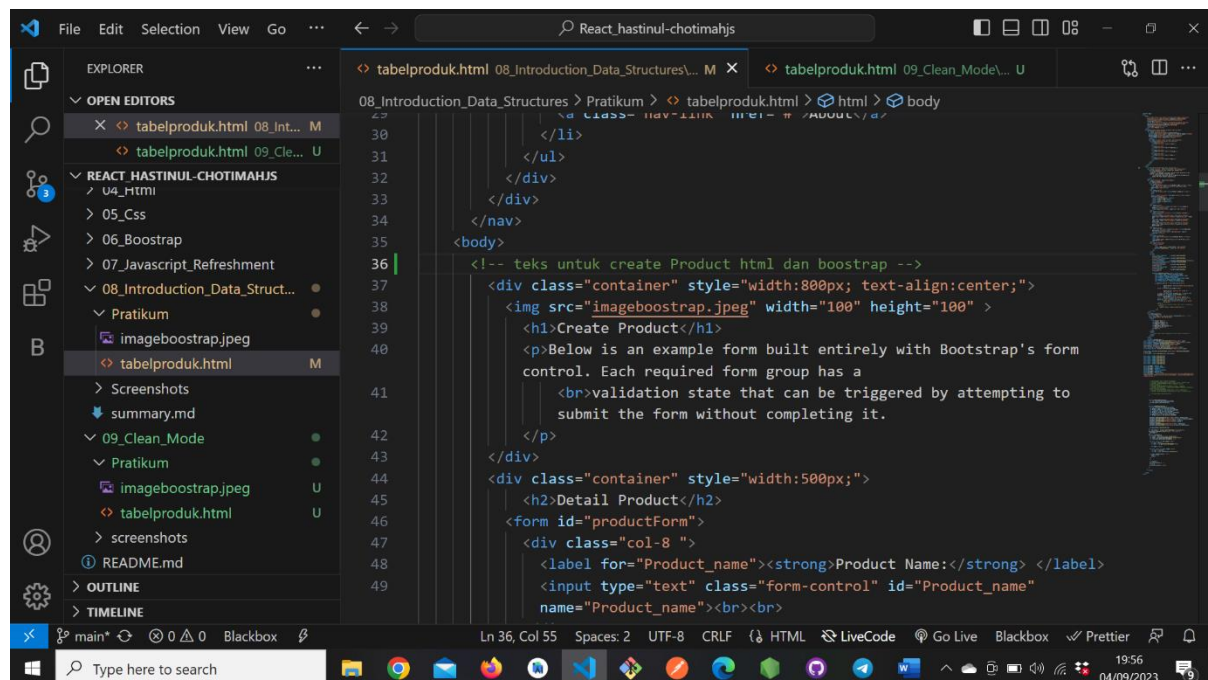 File Edit Selection View Go ··· React_hastinul-chotimahjs
EXPLORER
OPEN EDITORS
tabelproduk.html 08_Int... M
tabelproduk.html 09_Cle... U
REACT_HASTINUL-CHOTIMAHJS
04_Html
05_Css
06_Boostrap
07_Javascript_Refreshment
08_Introduction_Data_Struct...
Pratikum
imageboostrap.jpeg
tabelproduk.html M
Screenshots
summary.md
09_Clean_Mode
Pratikum
imageboostrap.jpeg U
tabelproduk.html U
screenshots
README.md
OUTLINE
TIMELINE
3
B
tabelproduk.html 08_Introduction_Data_Structures\... M tabelproduk.html 09_Clean_Mode\... U
08_Introduction_Data_Structures > Pratikum > tabelproduk.html > html > body
29 <a class="nav-link" href="#">About</a>
30 </li>
31 </ul>
32 </div>
33 </div>
34 </nav>
35 <body>
36 <!-- teks untuk create Product html dan boostrap -->
37 <div class="container" style="width:800px; text-align:center;">
38 <img src="imageboostrap.jpeg" width="100" height="100" >
39 <h1>Create Product</h1>
40 <p>Below is an example form built entirely with Bootstrap's form
control. Each required form group has a
41 <br>validation state that can be triggered by attempting to
submit the form without completing it.
42 </p>
43 </div>
44 <div class="container" style="width:500px;">
45 <h2>Detail Product</h2>
46 <form id="productForm">
47 <div class="col-8 ">
48 <label for="Product_name"><strong>Product Name:</strong> </label>
49 <input type="text" class="form-control" id="Product_name"
name="Product_name"><br><br>
main* 0 0 Blackbox Ln 36, Col 55 Spaces: 2 UTF-8 CRLF HTML LiveCode Go Live Blackbox Prettier
Type here to search
19:56
04/09/2023